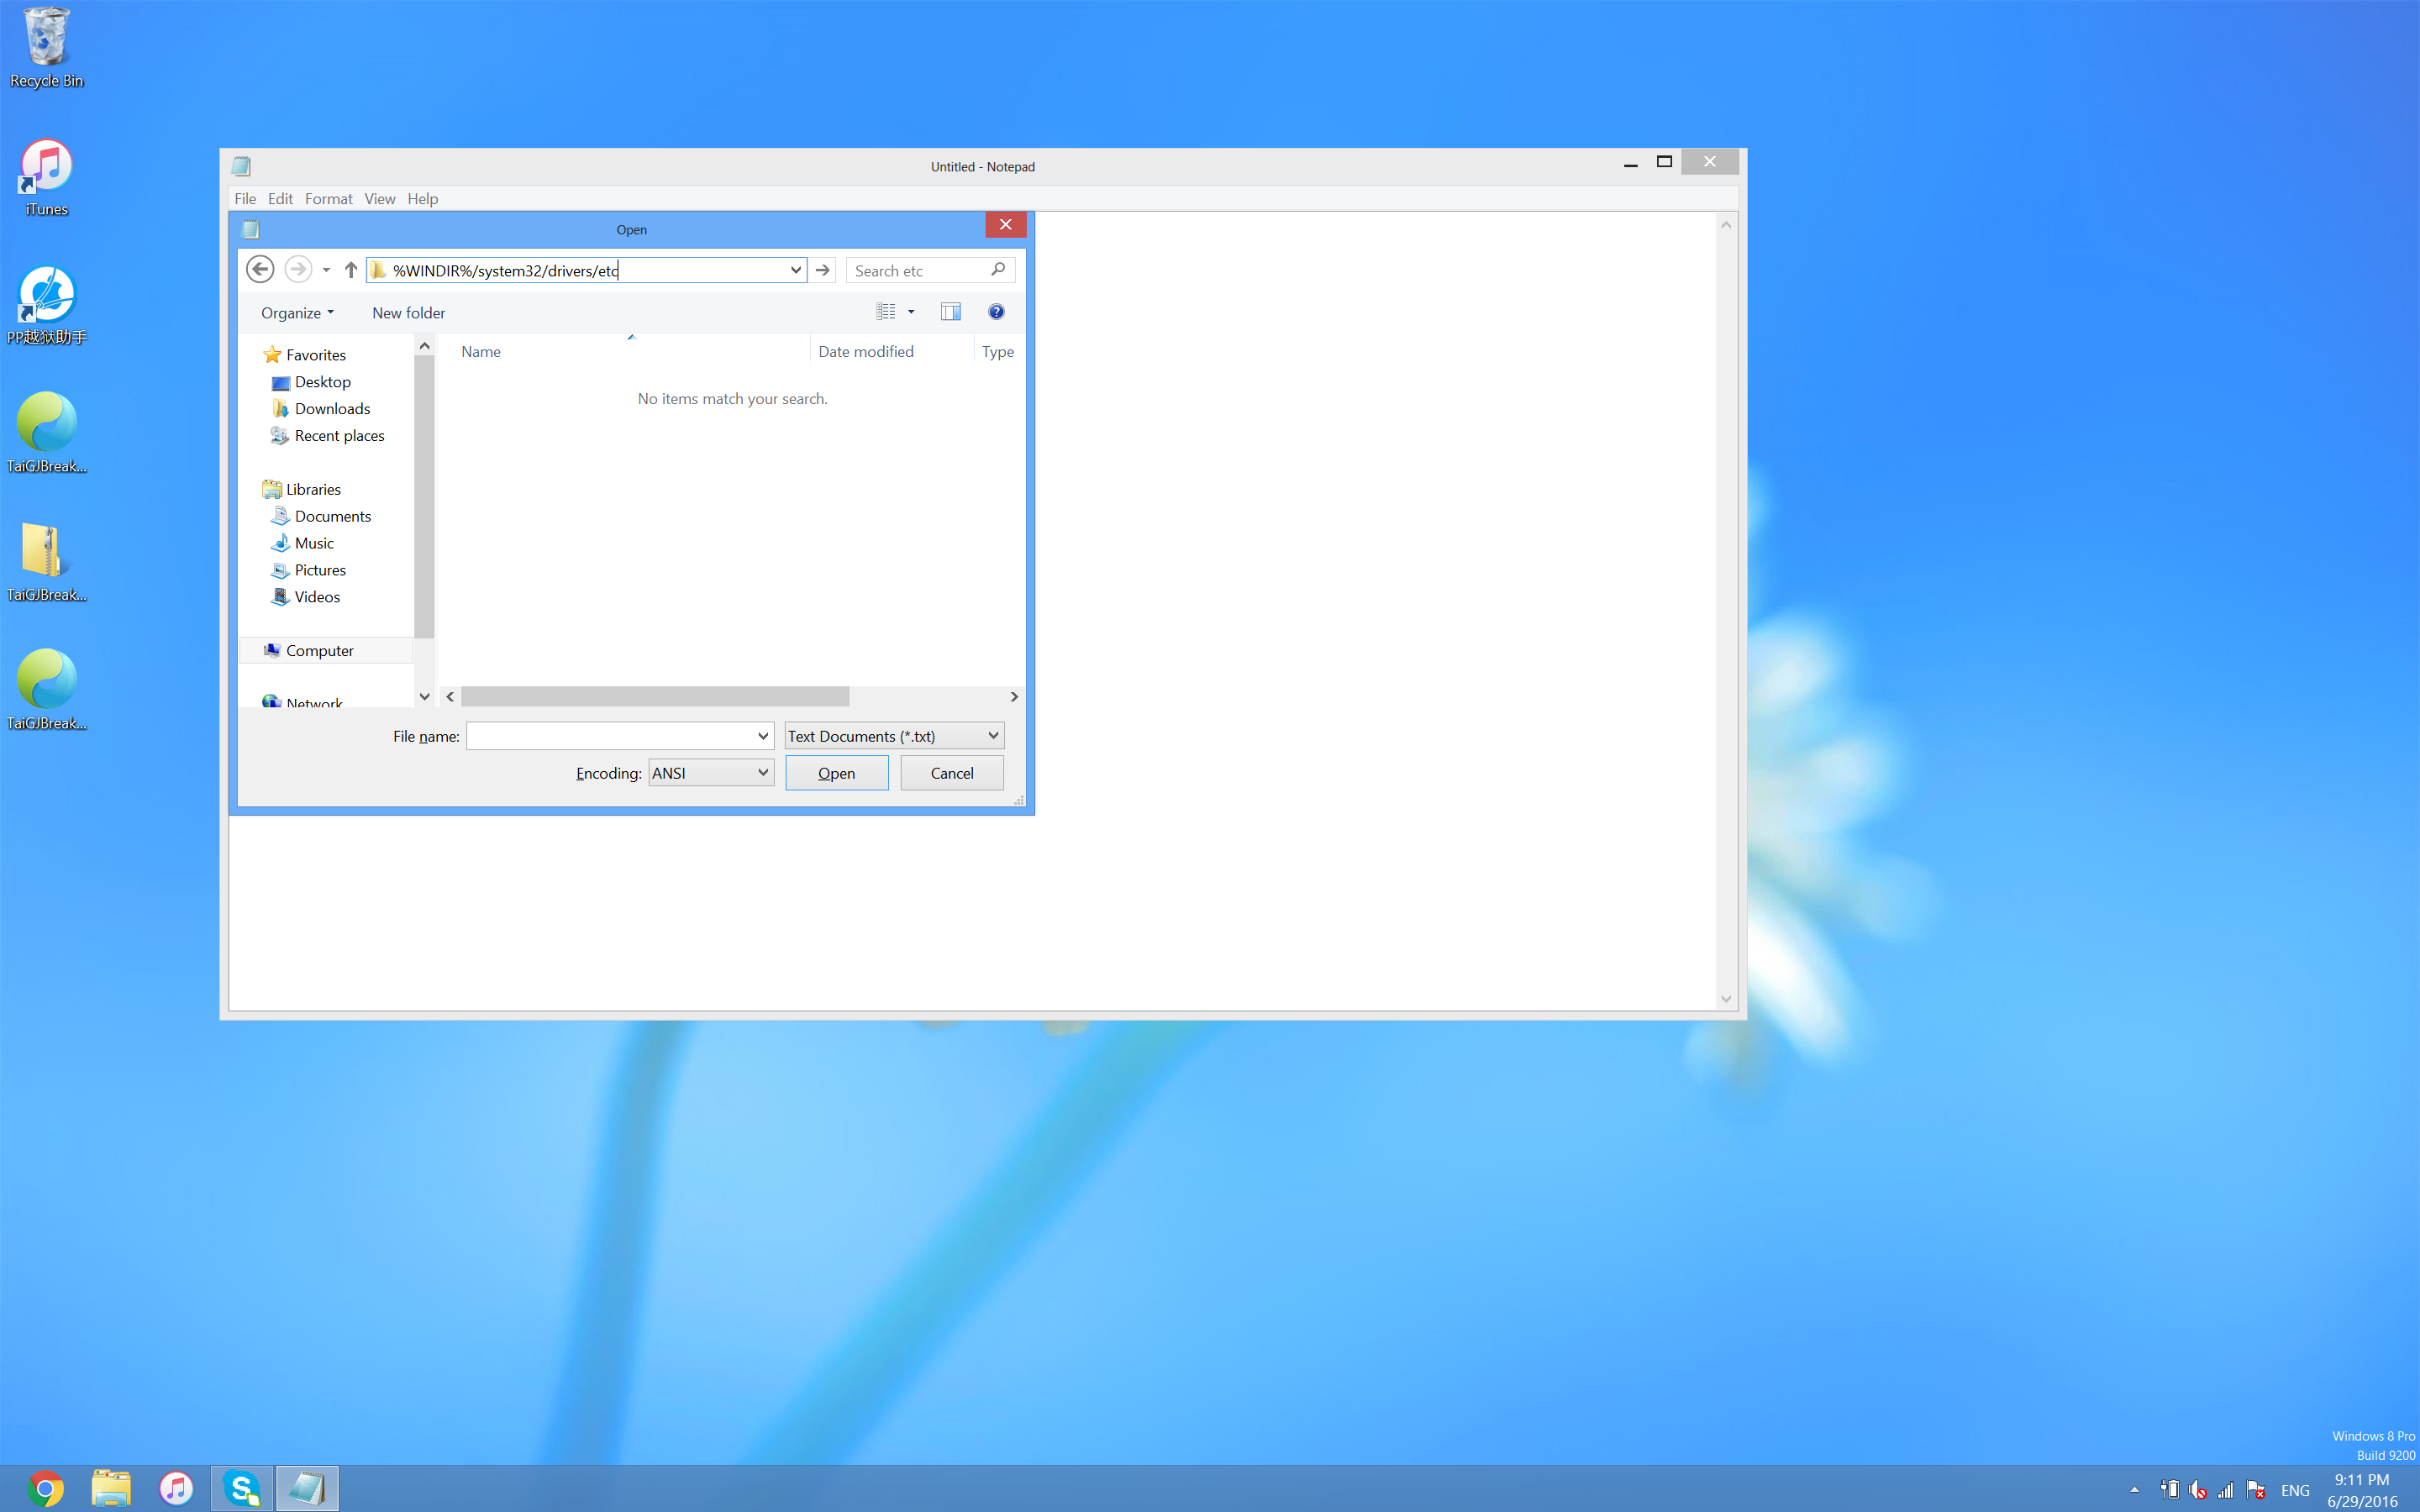 Recycle Bin
iTunes
PP越狱助手
TaiGJBreak...
TaiGJBreak...
TaiGJBreak...
Untitled - Notepad
File Edit Format View Help
Open
%WINDIR%/system32/drivers/etc
Search etc
Organize
New folder
Name
Date modified
Type
No items match your search.
Favorites
Desktop
Downloads
Recent places
Libraries
Documents
Music
Pictures
Videos
Computer
Network
File name:
Text Documents (*.txt)
Encoding:
ANSI
Open
Cancel
Windows 8 Pro
Build 9200
ENG
9:11 PM
6/29/2016